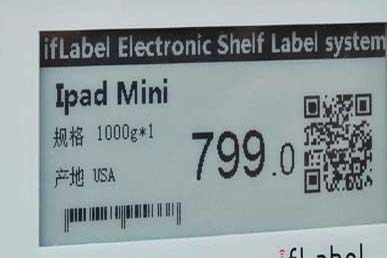 ifLabel Electronic Shelf Label system
Ipad Mini
规格 1000g*1
799.0
产地 USA
ifLabel